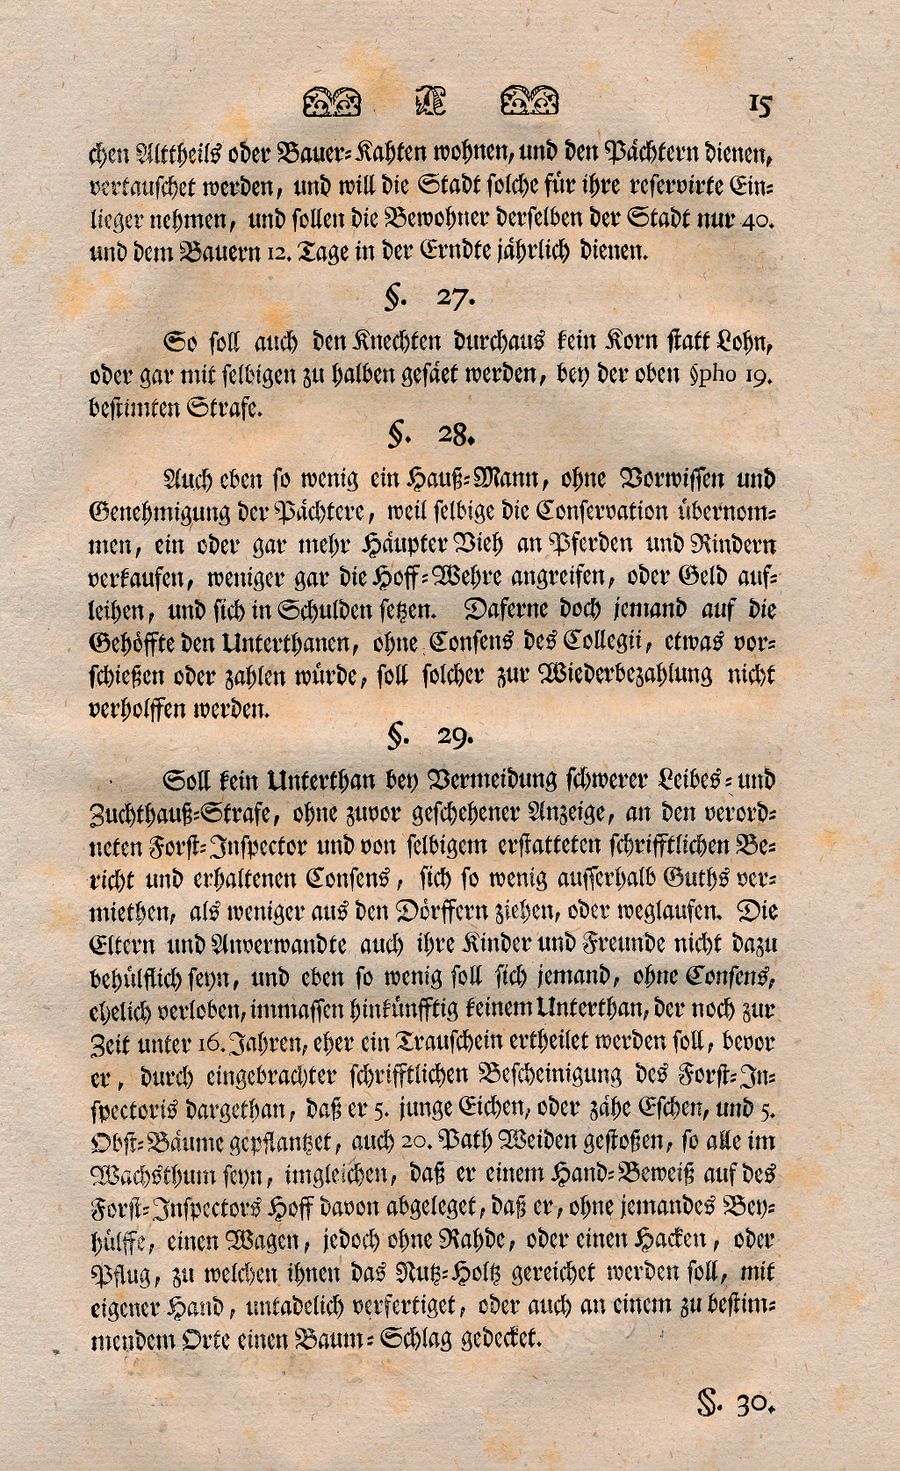 15
chen Alttheils oder Bauer-Kahten wohnen, und den Pächtern dienen,
vertauschet werden, und will die Stadt solche für ihre reservirte Ein-
lieger nehmen, und sollen die Bewohner derselben der Stadt nur 40.
und dem Bauern 12. Tage in der Erndte jährlich dienen.
§. 27.
So soll auch den Knechten durchaus kein Korn statt Lohn,
oder gar mit selbigen zu halben gesäet werden, bey der oben §pho 19.
bestimten Strafe.
§. 28.
Auch eben so wenig ein Hauß-Mann, ohne Vorwissen und
Genehmigung der Pächtere, weil selbige die Conservation übernom-
men, ein oder gar mehr Häupter Vieh an Pferden und Rindern
verkaufen, weniger gar die Hoff-Wehre angreifen, oder Geld auf-
leihen, und sich in Schulden setzen. Daferne doch jemand auf die
Gehöffte den Unterthanen, ohne Consens des Collegii, etwas vor-
schießen oder zahlen würde, soll solcher zur Wiederbezahlung nicht
verholffen werden.
§. 29.
Soll kein Unterthan bey Vermeidung schwerer Leibes- und
Zuchthauß-Strafe, ohne zuvor geschehener Anzeige, an den verord-
neten Forst-Inspector und von selbigem erstatteten schrifftlichen Be-
richt und erhaltenen Consens, sich so wenig ausserhalb Guths ver-
miethen, als weniger aus den Dörffern ziehen, oder weglaufen. Die
Eltern und Anverwandte auch ihre Kinder und Freunde nicht dazu
behülflich seyn, und eben so wenig soll sich jemand, ohne Consens,
ehelich verloben, immassen hinkünfftig keinem Unterthan, der noch zur
Zeit unter 16. Jahren, eher ein Trauschein ertheilet werden soll, bevor
er, durch eingebrachter schrifftlichen Bescheinigung des Forst-In-
spectoris dargethan, daß er 5. junge Eichen, oder zähe Eschen, und 5.
Obst-Bäume gepflantzet, auch 20. Path Weiden gestoßen, so alle im
Wachsthum seyn, imgleichen, daß er einem Hand-Beweiß auf des
Forst-Inspectors Hoff davon abgeleget, daß er, ohne jemandes Bey-
hülffe, einen Wagen, jedoch ohne Rahde, oder einen Hacken, oder
Pflug, zu welchen ihnen das Nutz-Holtz gereichet werden soll, mit
eigener Hand, untadelich verfertiget, oder auch an einem zu bestim-
mendem Orte einen Baum-Schlag gedecket.
§. 30.